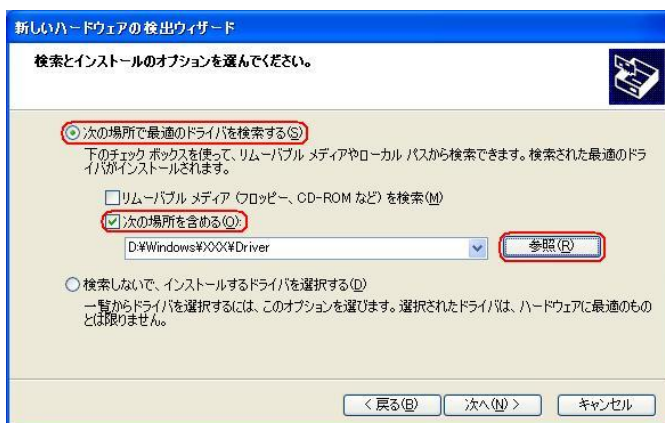 新しいハードウェアの検出ウィザード
検索とインストールのオプションを選んでください。
次の場所で最適のドライバを検索する(S)
下のチェック ボックスを使って、リムーバブル メディアやローカル パスから検索できます。検索された最適のドラ
イバがインストールされます。
リムーバブル メディア (フロッピー、CD-ROM など) を検索(M)
次の場所を含める(O):
D:¥Windows¥XXX¥Driver
参照(R)
検索しないで、インストールするドライバを選択する(D)
一覧からドライバを選択するには、このオプションを選びます。選択されたドライバは、ハードウェアに最適のもの
とは限りません。
< 戻る(B) 次へ(N) > キャンセル